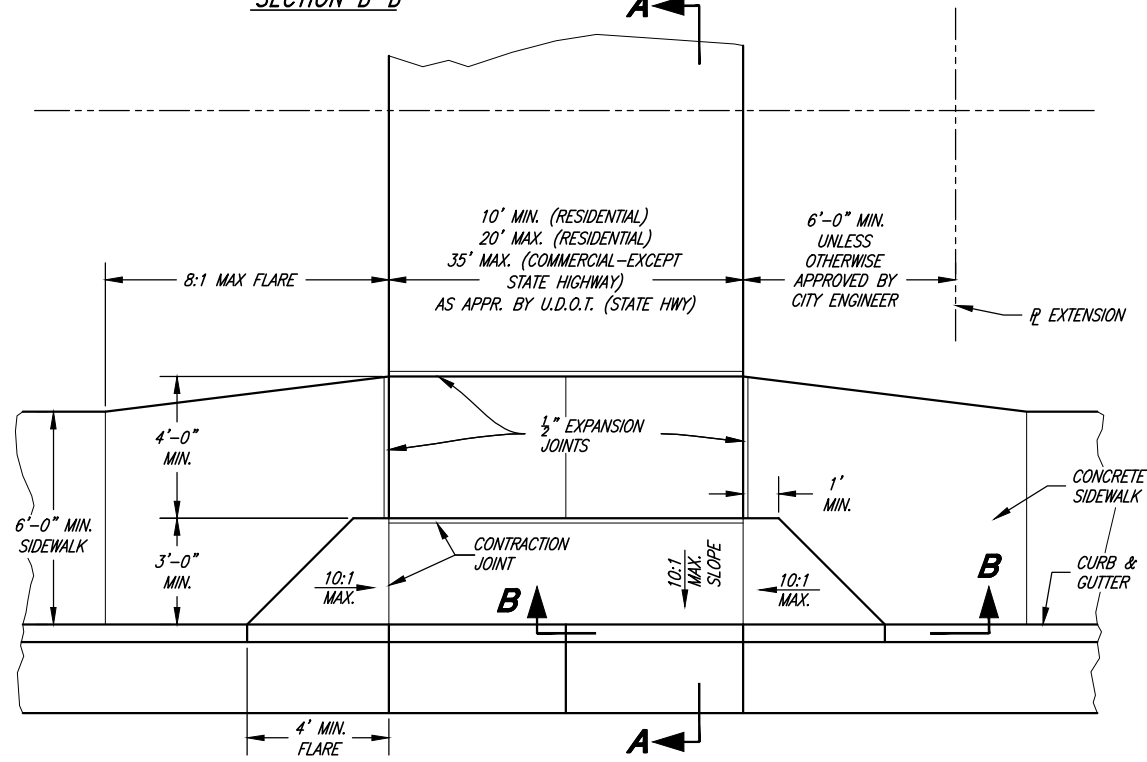 SECTION B-B
A
10' MIN. (RESIDENTIAL)
20' MAX. (RESIDENTIAL)
35' MAX. (COMMERCIAL-EXCEPT
STATE HIGHWAY)
AS APPR. BY U.D.O.T. (STATE HWY)
6'-0" MIN.
UNLESS
OTHERWISE
APPROVED BY
CITY ENGINEER
8:1 MAX FLARE
PL EXTENSION
1/2" EXPANSION
JOINTS
4'-0"
MIN.
1'
MIN.
CONCRETE
SIDEWALK
6'-0" MIN.
SIDEWALK
3'-0"
MIN.
CONTRACTION
JOINT
10:1
MAX.
SLOPE
10:1
MAX.
10:1
MAX.
B
B
CURB &
GUTTER
4' MIN.
FLARE
A